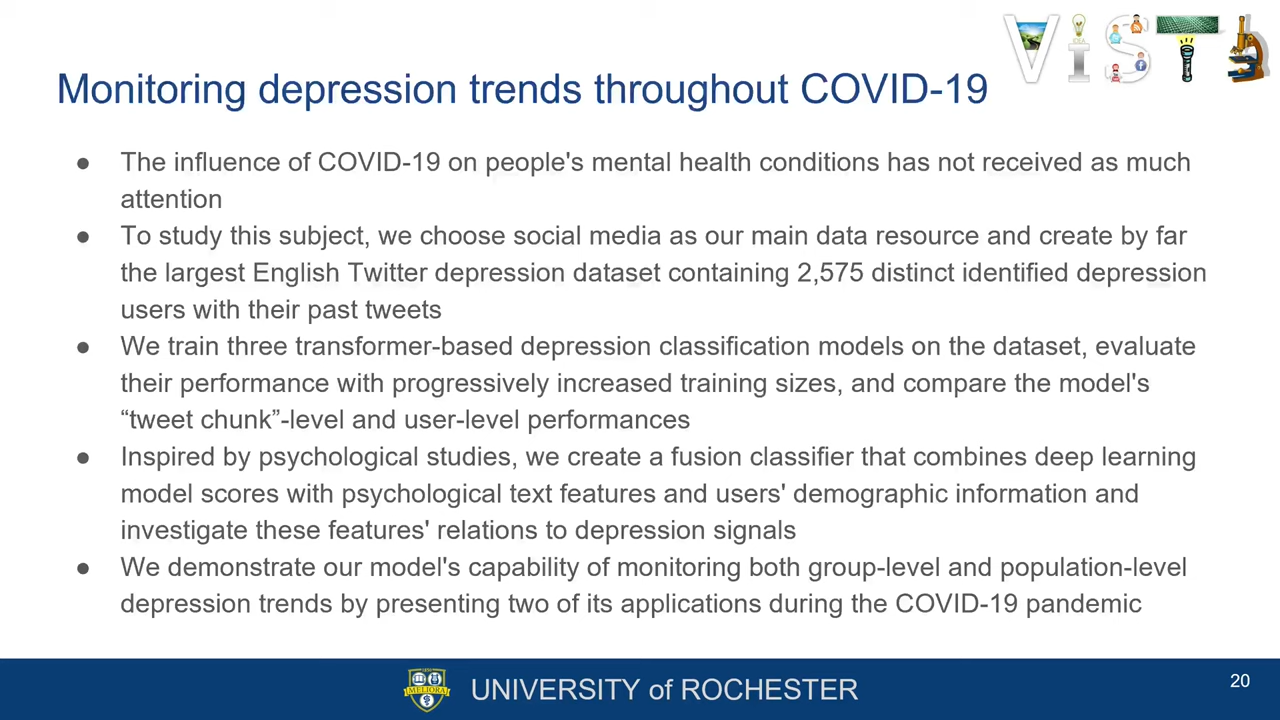 ViST
Monitoring depression trends throughout COVID-19
● The influence of COVID-19 on people's mental health conditions has not received as much
attention
● To study this subject, we choose social media as our main data resource and create by far
the largest English Twitter depression dataset containing 2,575 distinct identified depression
users with their past tweets
● We train three transformer-based depression classification models on the dataset, evaluate
their performance with progressively increased training sizes, and compare the model's
“tweet chunk”-level and user-level performances
● Inspired by psychological studies, we create a fusion classifier that combines deep learning
model scores with psychological text features and users' demographic information and
investigate these features' relations to depression signals
● We demonstrate our model's capability of monitoring both group-level and population-level
depression trends by presenting two of its applications during the COVID-19 pandemic
MELIORA
UNIVERSITY of ROCHESTER
20